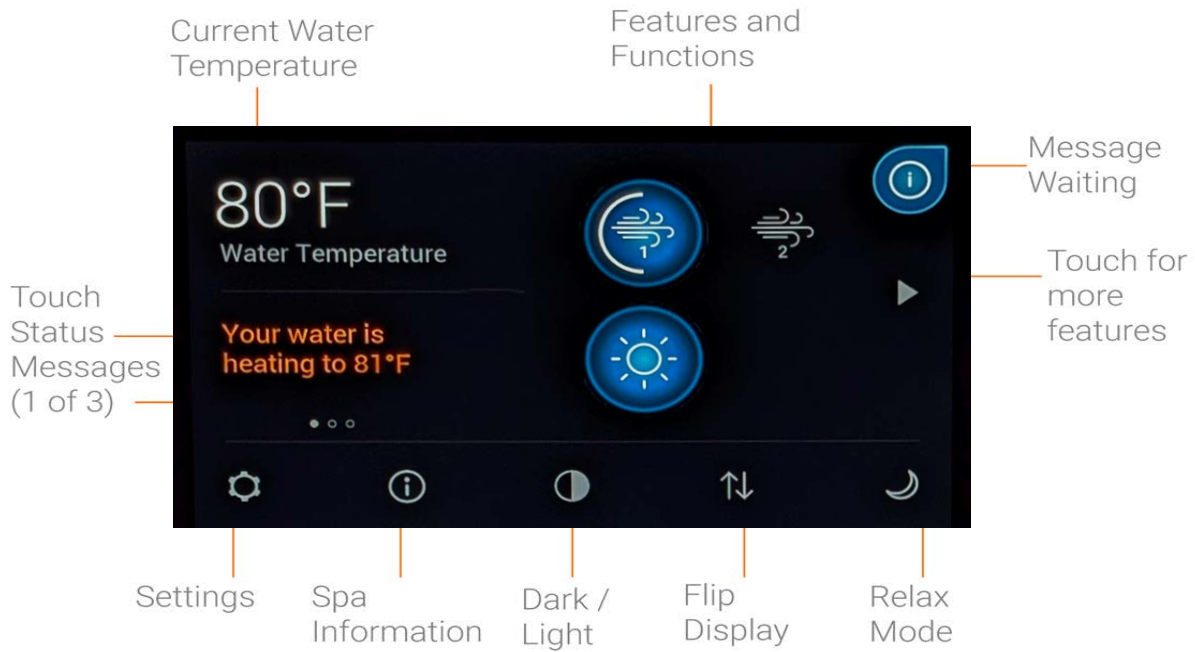 Current Water
Temperature
Features and
Functions
Message
Waiting
80°F
Water Temperature
1
2
Touch for
more
features
Touch
Status
Messages
(1 of 3)
Your water is
heating to 81°F
Settings
Spa
Information
Dark /
Light
Flip
Display
Relax
Mode